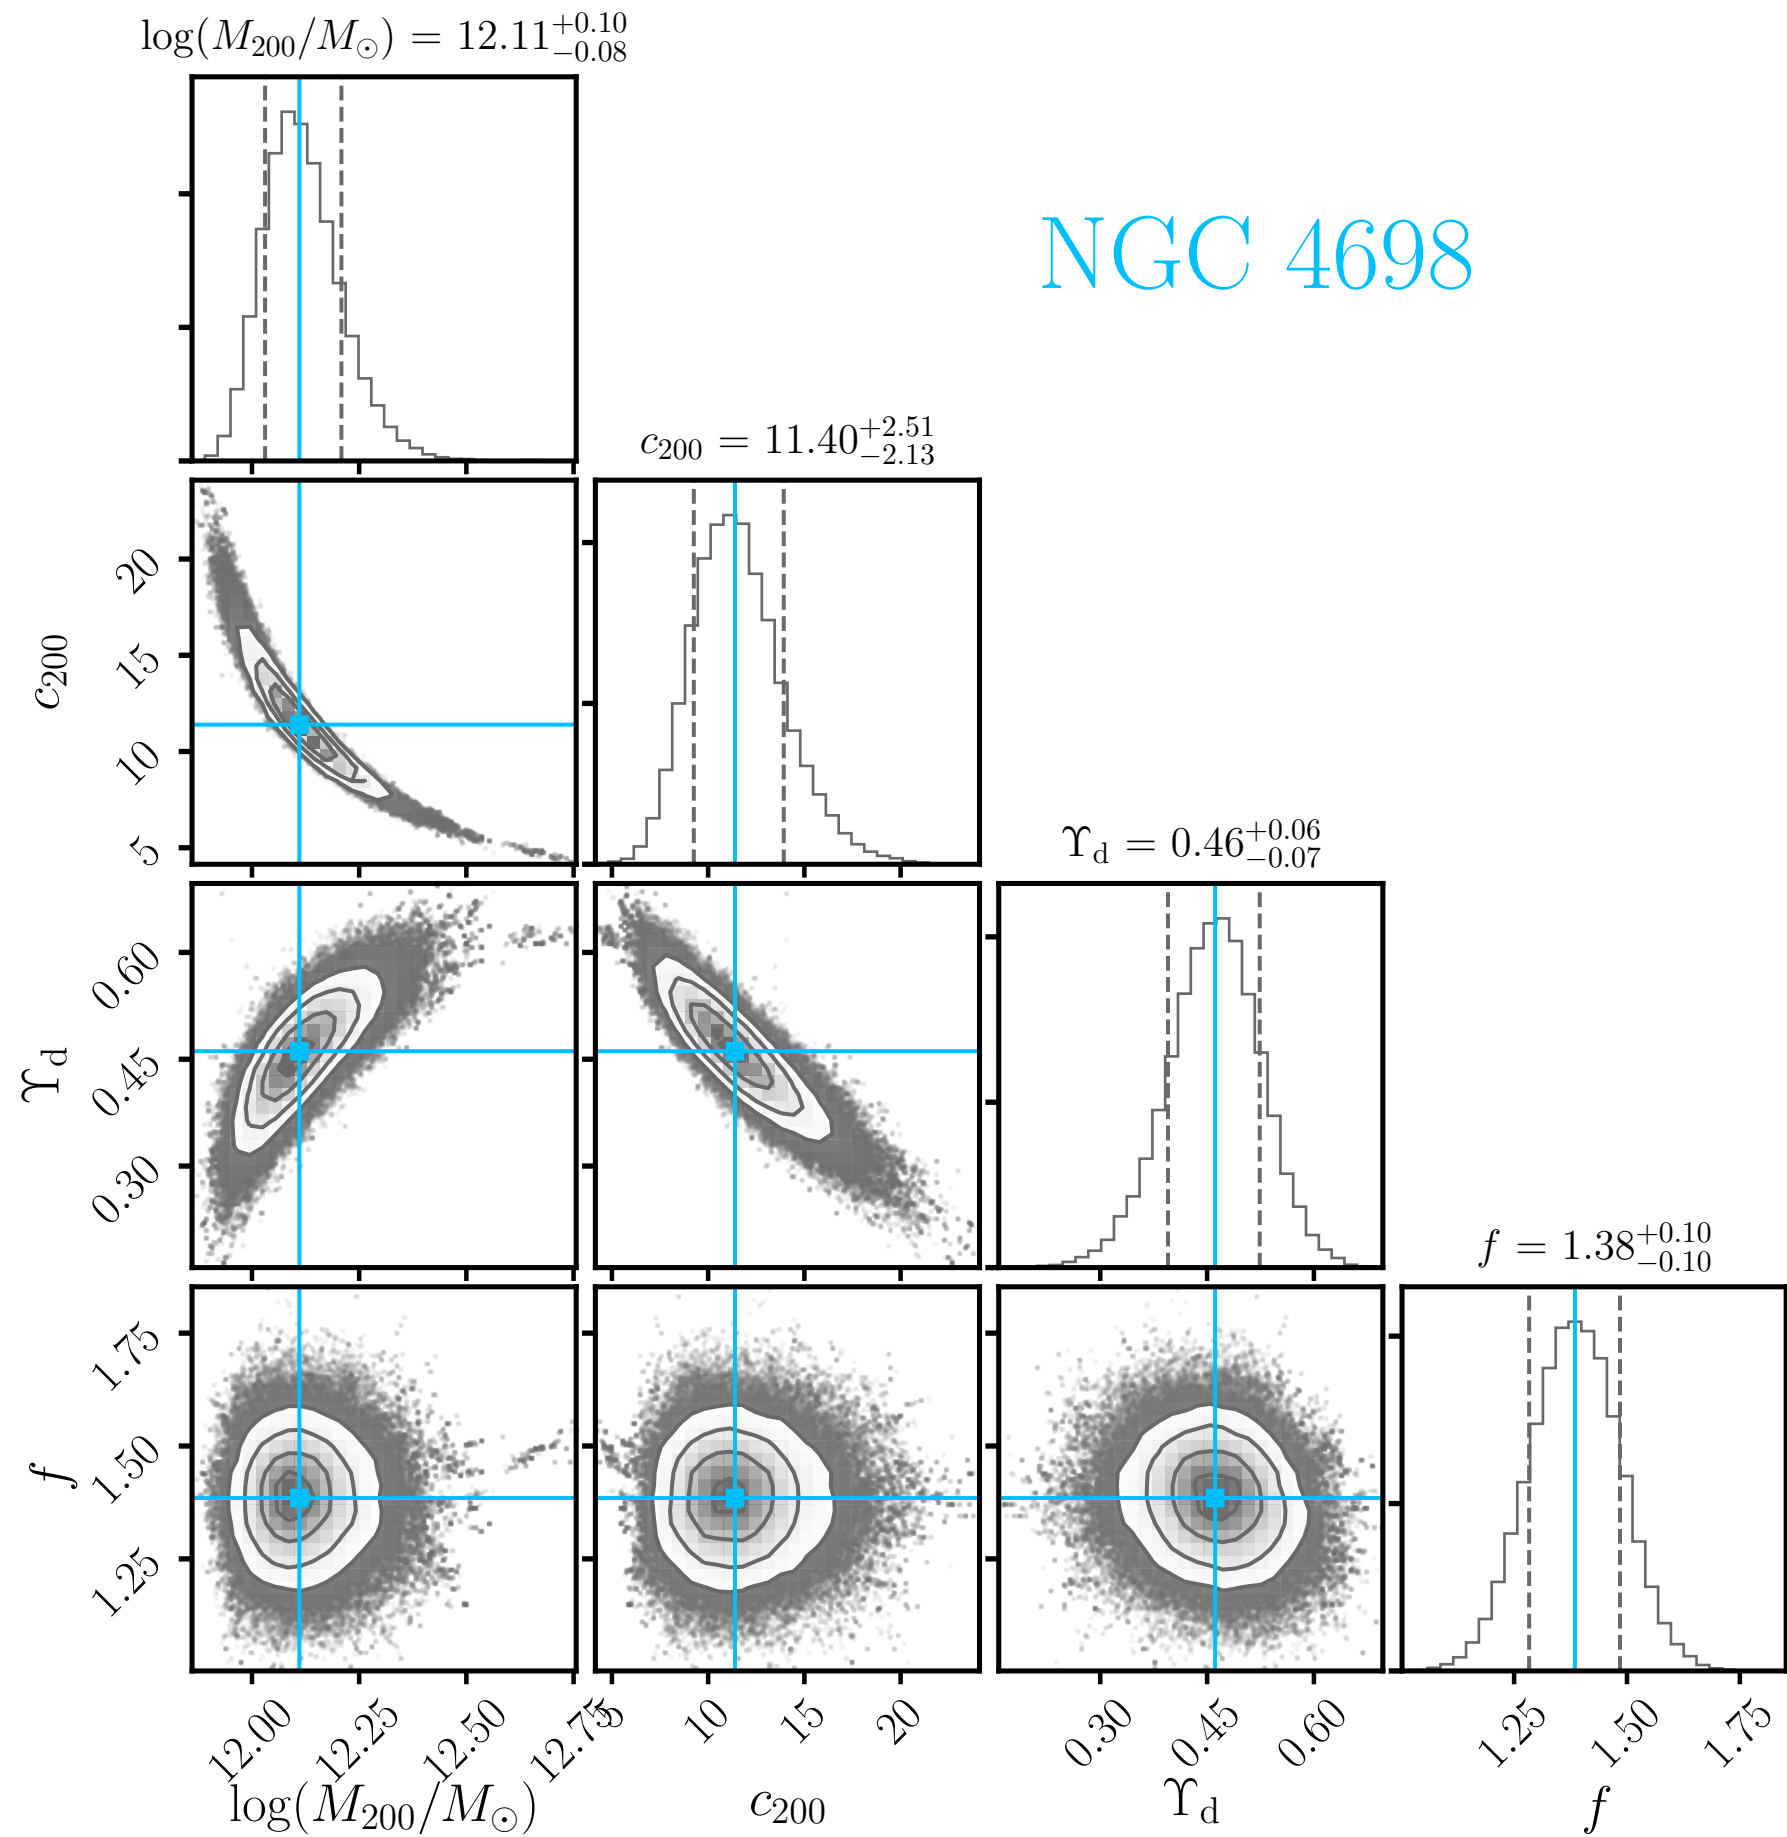 log(M₂₀₀/M⊙) = 12.11 +0.10 −0.08
NGC 4698
c₂₀₀ = 11.40 +2.51 −2.13
20
15
10
5
c₂₀₀
ϒd = 0.46 +0.06 −0.07
0.60
0.45
0.30
ϒd
f = 1.38 +0.10 −0.10
1.75
1.50
1.25
f
12.00 12.25 12.50 12.75
5 10 15 20
0.30 0.45 0.60
1.25 1.50 1.75
log(M₂₀₀/M⊙)
c₂₀₀
ϒd
f